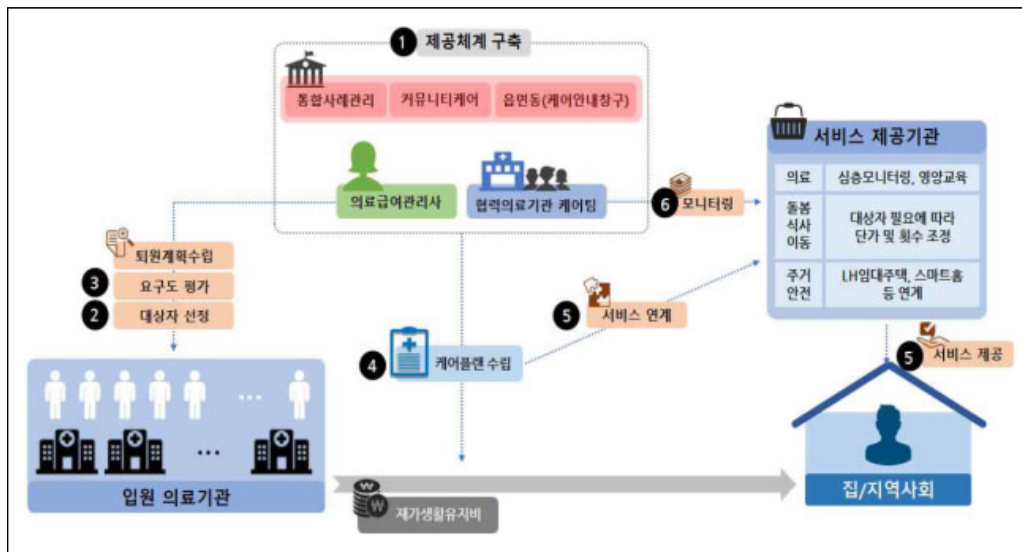 1 제공체계 구축
통합사례관리
커뮤니티케어
읍면동(케어안내창구)
의료급여관리사
협력의료기관 케어팀
6 모니터링
서비스 제공기관
의료
심층모니터링, 영양교육
돌봄
식사
이동
대상자 필요에 따라
단가 및 횟수 조정
주거
안전
LH임대주택, 스마트홈
등 연계
퇴원계획수립
3 요구도 평가
2 대상자 선정
5 서비스 연계
4 케어플랜 수립
5 서비스 제공
...
...
입원 의료기관
₩
₩
재가생활유지비
집/지역사회